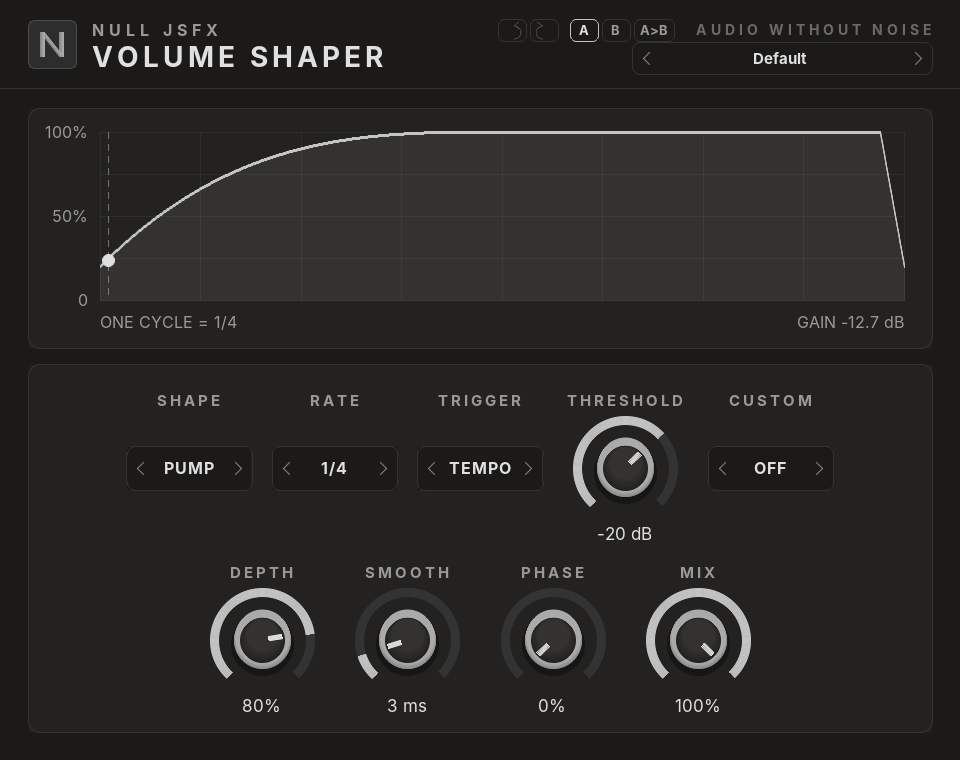 NULL JSFX
VOLUME SHAPER
A B A>B AUDIO WITHOUT NOISE
Default
100%
50%
0
ONE CYCLE = 1/4 GAIN -12.7 dB
SHAPE RATE TRIGGER THRESHOLD CUSTOM
PUMP 1/4 TEMPO OFF
-20 dB
DEPTH SMOOTH PHASE MIX
80% 3 ms 0% 100%